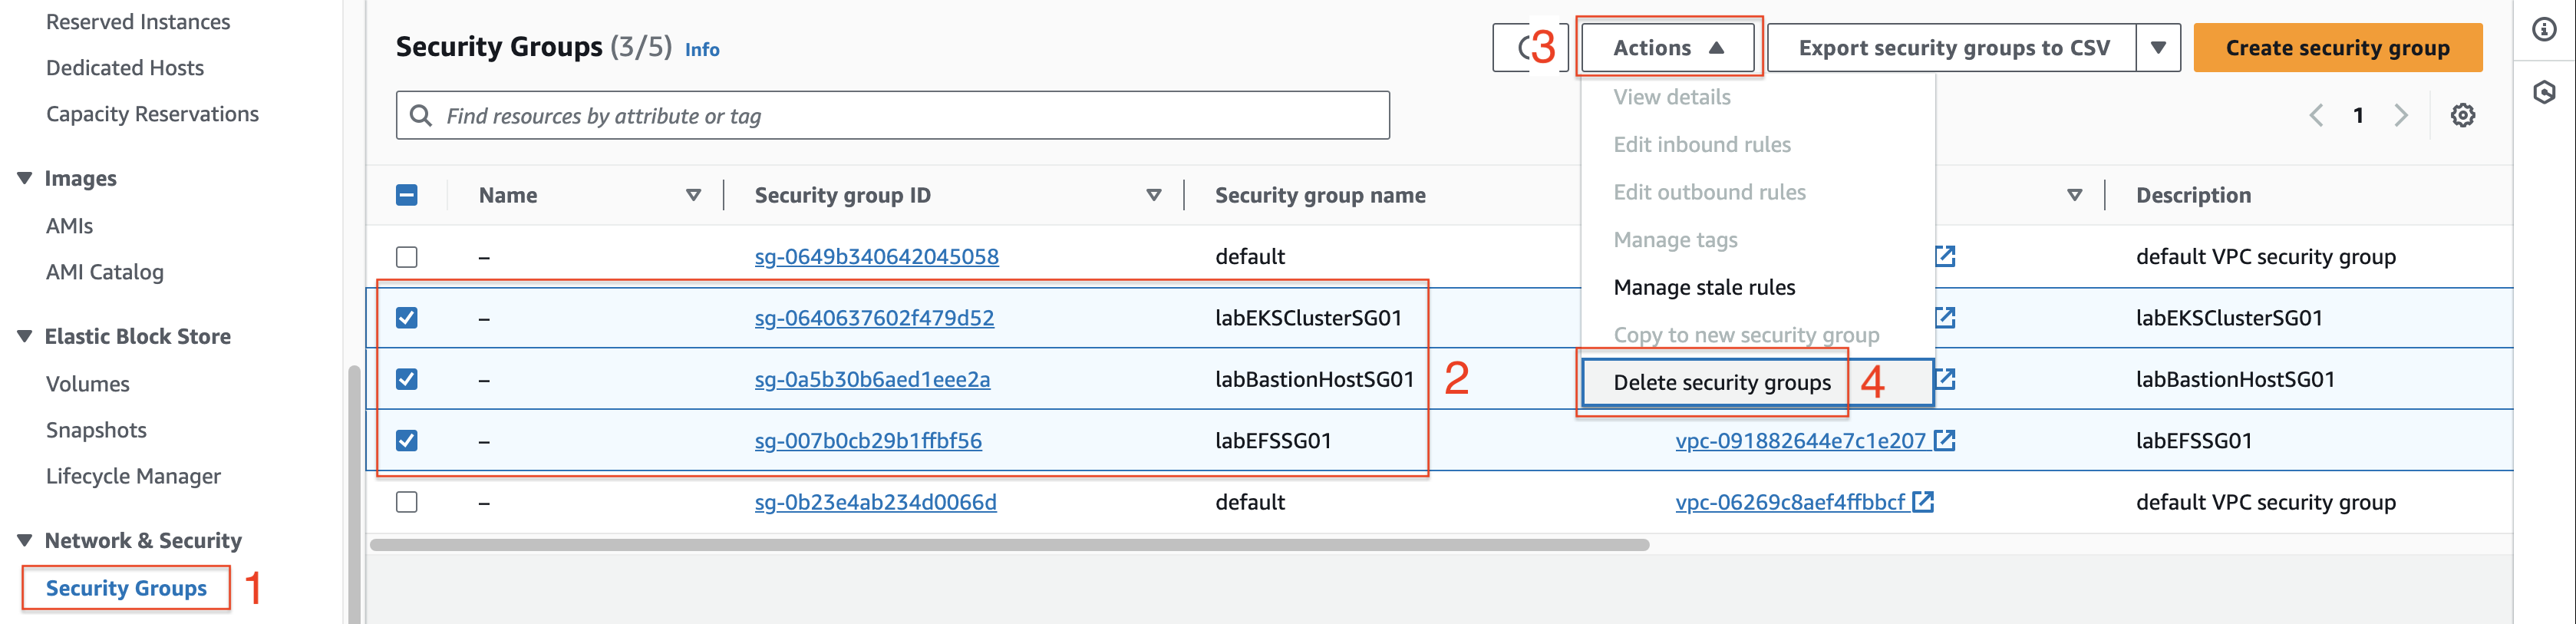 Reserved Instances
Dedicated Hosts
Capacity Reservations
Images
AMIs
AMI Catalog
Elastic Block Store
Volumes
Snapshots
Lifecycle Manager
Network & Security
Security Groups 1
Security Groups (3/5) Info
3 Actions Export security groups to CSV Create security group
Find resources by attribute or tag
1
View details
Edit inbound rules
Edit outbound rules
Manage tags
Manage stale rules
Copy to new security group
Delete security groups 4
Name Security group ID Security group name Description
– sg-0649b340642045058 default default VPC security group
– sg-0640637602f479d52 labEKSClusterSG01 labEKSClusterSG01
– sg-0a5b30b6aed1eee2a labBastionHostSG01 2 labBastionHostSG01
– sg-007b0cb29b1ffbf56 labEFSSG01 vpc-091882644e7c1e207 labEFSSG01
– sg-0b23e4ab234d0066d default vpc-06269c8aef4ffbbcf default VPC security group